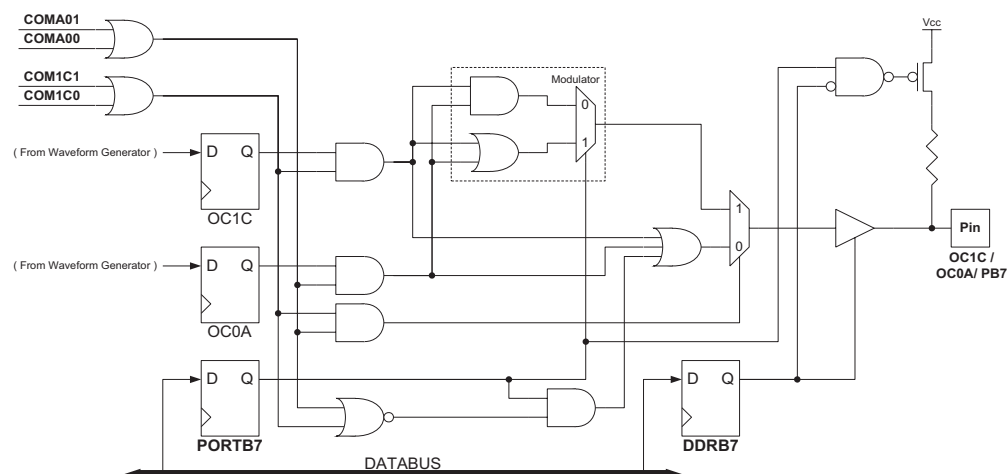 COMA01
COMA00
Vcc
COM1C1
COM1C0
Modulator
0
1
( From Waveform Generator )
D Q
OC1C
1
0
Pin
OC1C /
OC0A/ PB7
( From Waveform Generator )
D Q
OC0A
D Q
PORTB7
D Q
DDRB7
DATABUS